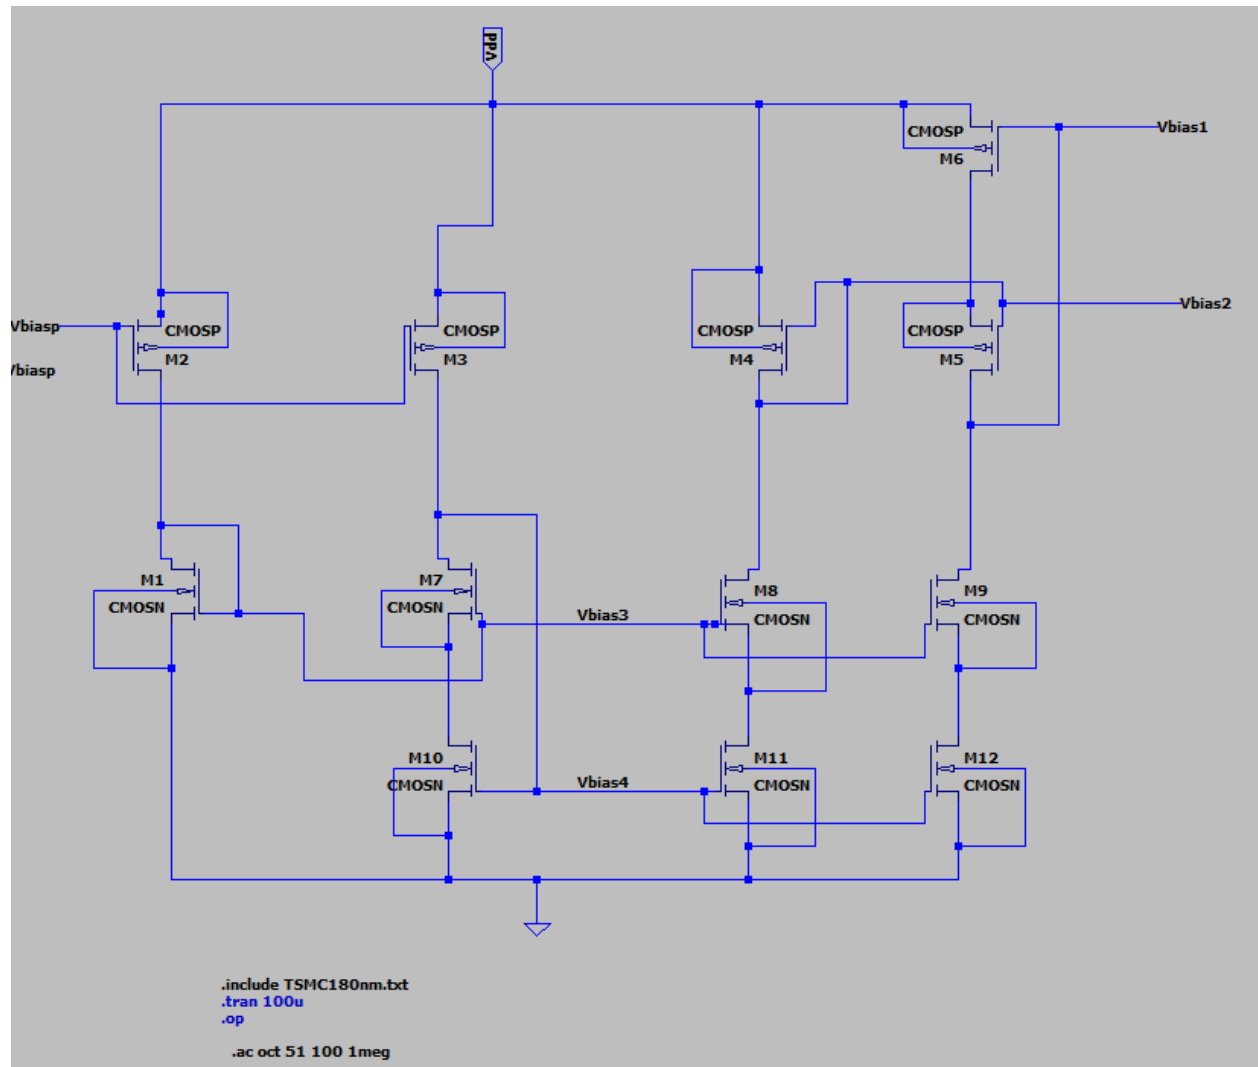 Vdd
CMOSP
M6
Vbias1
Vbiasp
CMOSP
M2
CMOSP
M3
CMOSP
M4
CMOSP
M5
Vbias2
Vbiasp
M1
CMOSN
M7
CMOSN
Vbias3
M8
CMOSN
M9
CMOSN
M10
CMOSN
Vbias4
M11
CMOSN
M12
CMOSN
.include TSMC180nm.txt
.tran 100u
.op
.ac oct 51 100 1meg